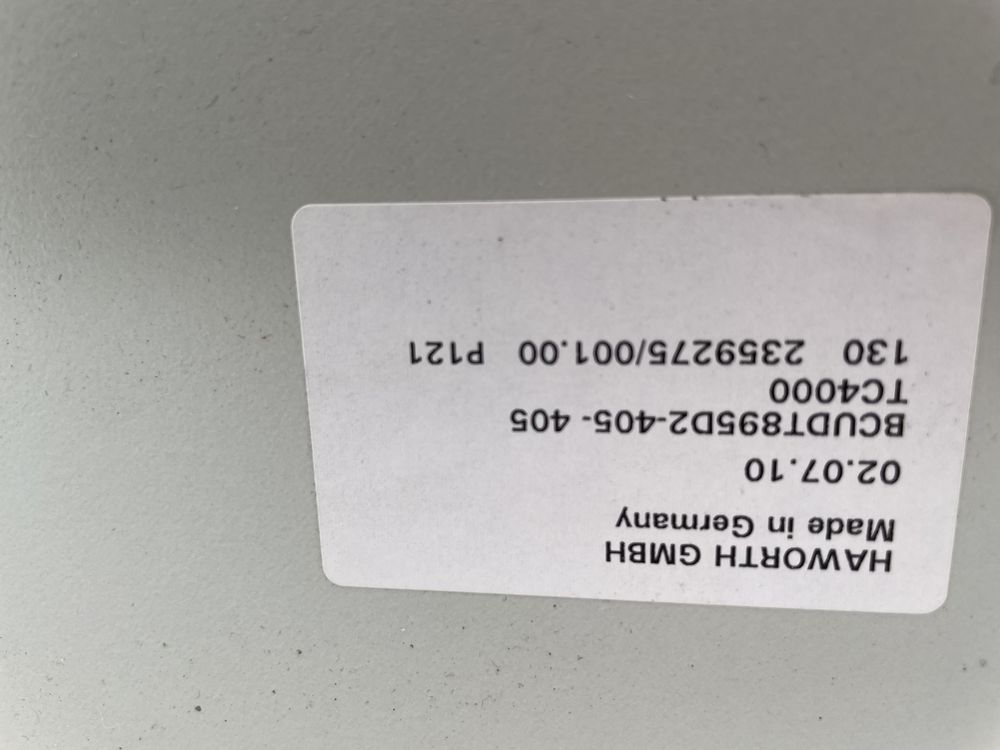 HAWORTH GMBH
Made in Germany
02.07.10
BCUDT895D2-405- 405
TC4000
130 2359275/001.00 P121